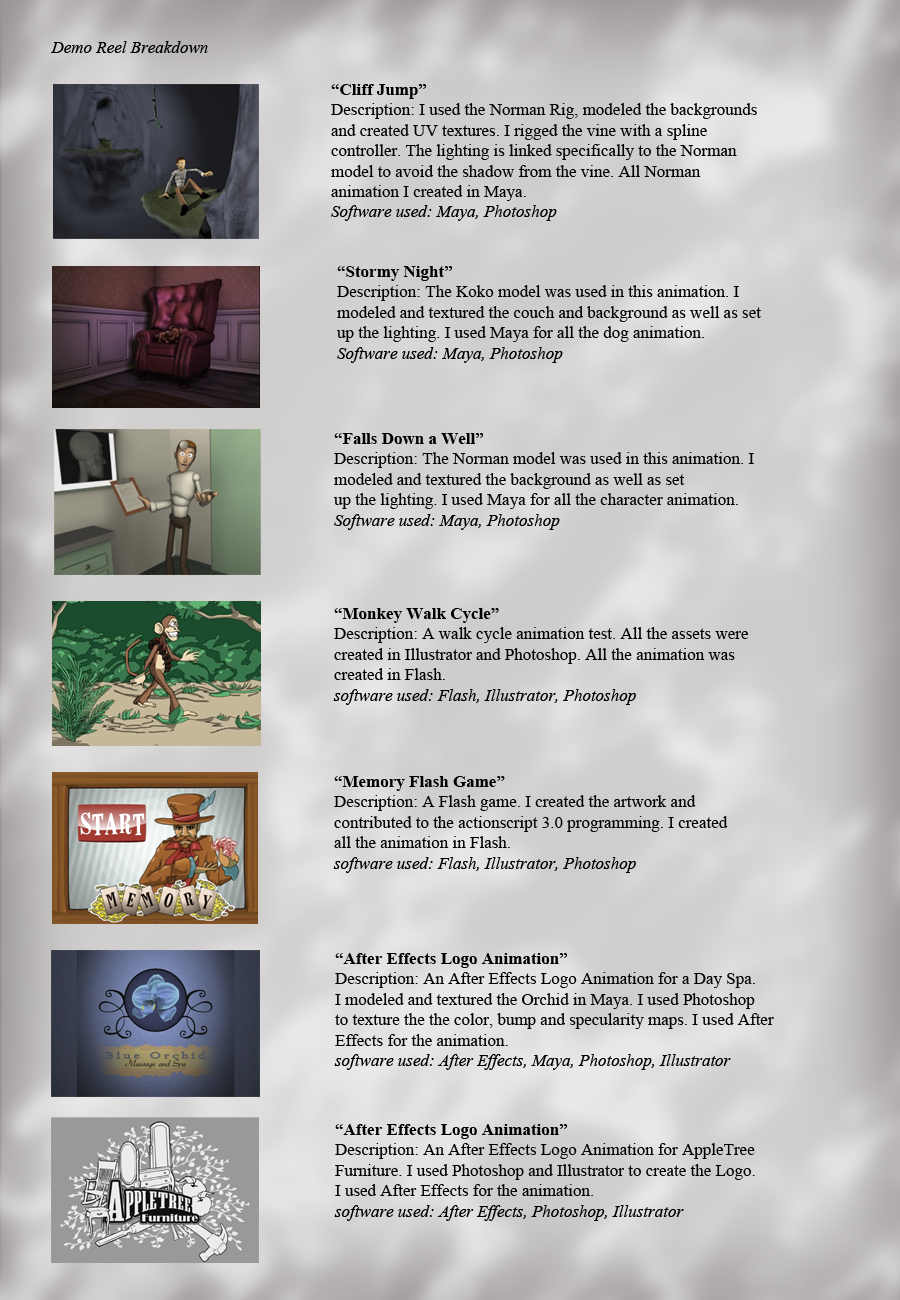 Demo Reel Breakdown
“Cliff Jump”
Description: I used the Norman Rig, modeled the backgrounds
and created UV textures. I rigged the vine with a spline
controller. The lighting is linked specifically to the Norman
model to avoid the shadow from the vine. All Norman
animation I created in Maya.
Software used: Maya, Photoshop
“Stormy Night”
Description: The Koko model was used in this animation. I
modeled and textured the couch and background as well as set
up the lighting. I used Maya for all the dog animation.
Software used: Maya, Photoshop
“Falls Down a Well”
Description: The Norman model was used in this animation. I
modeled and textured the background as well as set
up the lighting. I used Maya for all the character animation.
Software used: Maya, Photoshop
“Monkey Walk Cycle”
Description: A walk cycle animation test. All the assets were
created in Illustrator and Photoshop. All the animation was
created in Flash.
software used: Flash, Illustrator, Photoshop
START
MEMORY
“Memory Flash Game”
Description: A Flash game. I created the artwork and
contributed to the actionscript 3.0 programming. I created
all the animation in Flash.
software used: Flash, Illustrator, Photoshop
Blue Orchid
Massage and Spa
“After Effects Logo Animation”
Description: An After Effects Logo Animation for a Day Spa.
I modeled and textured the Orchid in Maya. I used Photoshop
to texture the the color, bump and specularity maps. I used After
Effects for the animation.
software used: After Effects, Maya, Photoshop, Illustrator
APPLETREE
Furniture
“After Effects Logo Animation”
Description: An After Effects Logo Animation for AppleTree
Furniture. I used Photoshop and Illustrator to create the Logo.
I used After Effects for the animation.
software used: After Effects, Photoshop, Illustrator